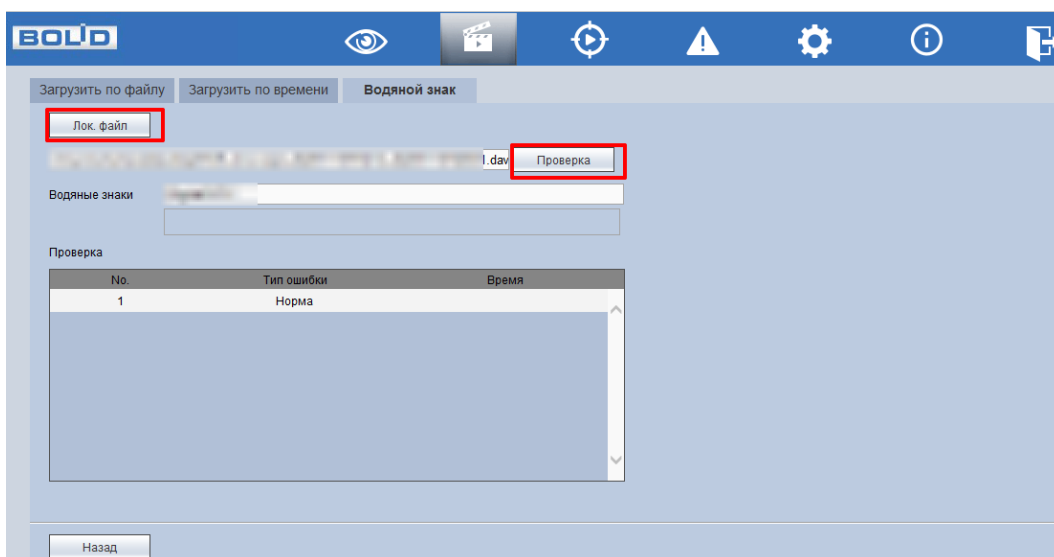 BOLID
Загрузить по файлу Загрузить по времени Водяной знак
Лок. файл
1.dav Проверка
Водяные знаки
Проверка
No. Тип ошибки Время
1 Норма
Назад